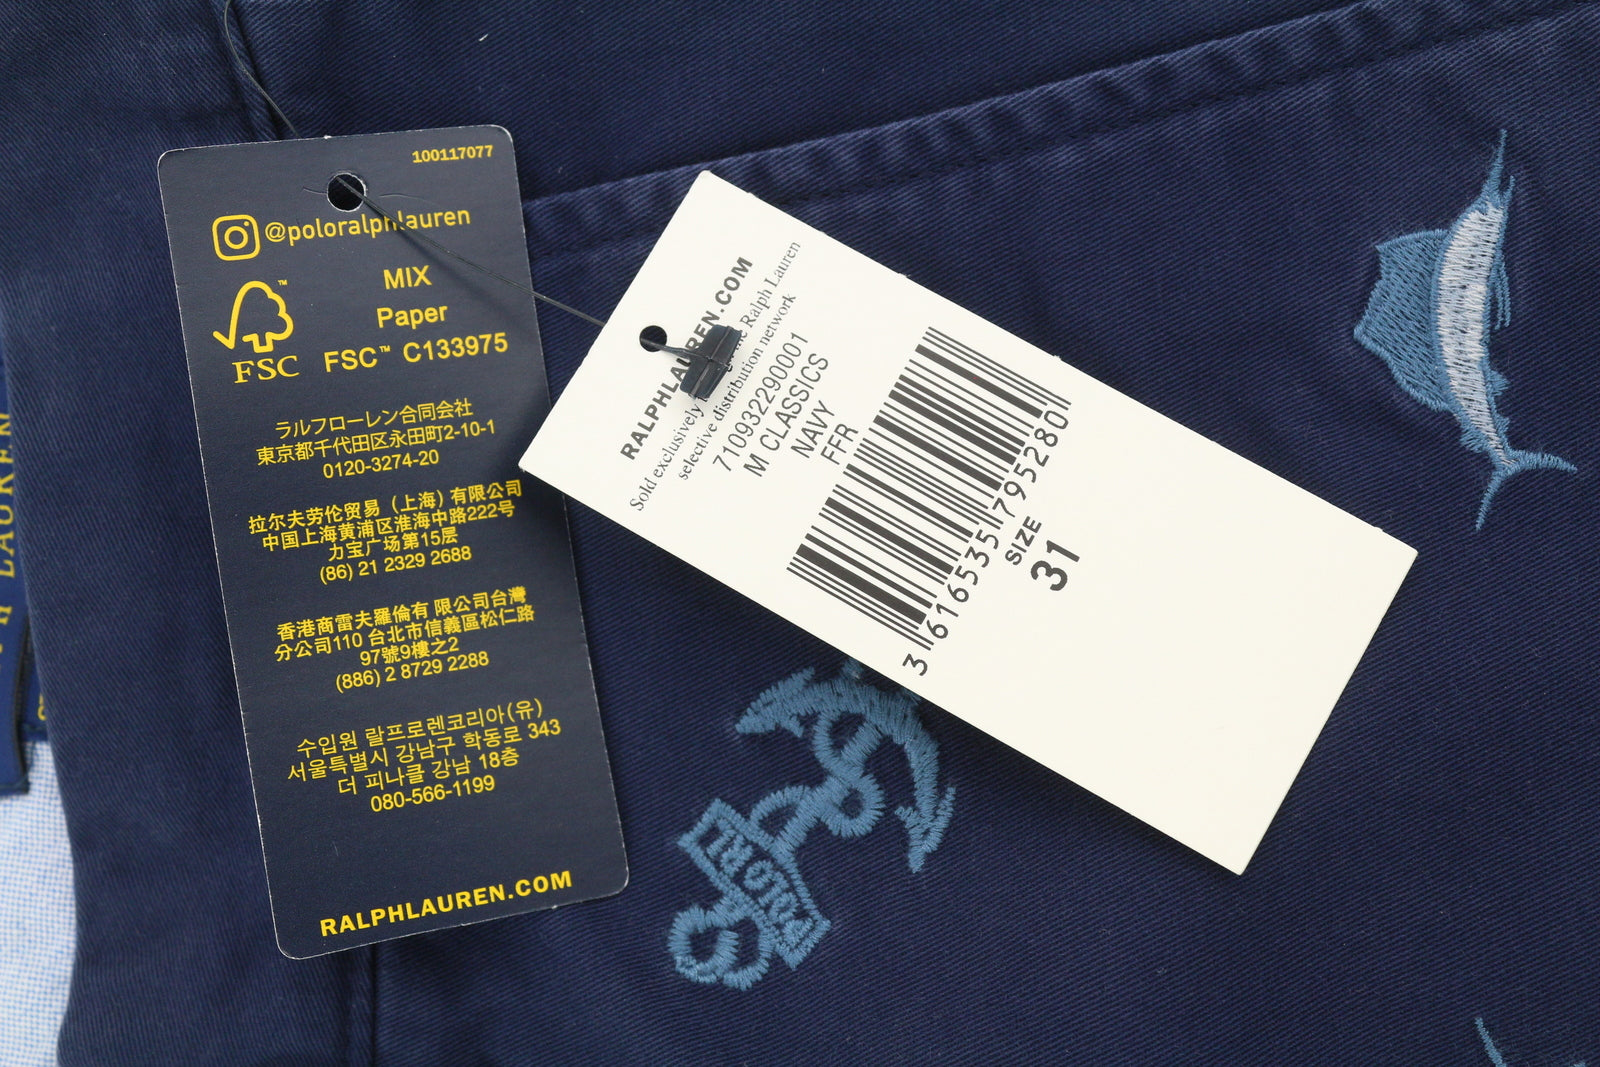 100117077
@poloralphlauren
MIX
Paper
FSC™ C133975
FSC
ラルフローレン合同会社
東京都千代田区永田町2-10-1
0120-3274-20
拉尔夫劳伦贸易（上海）有限公司
中国上海黄浦区淮海中路222号
力宝广场第15层
(86) 21 2329 2688
香港商雷夫羅倫有 限公司台灣
分公司110 台北市信義區松仁路
97號9樓之2
(886) 2 8729 2288
수입원 랄프로렌코리아(유)
서울특별시 강남구 학동로 343
더 피나클 강남 18층
080-566-1199
RALPHLAUREN.COM
RALPHLAUREN.COM
Sold exclusively Ralph Lauren
selective distribution network
710932290001
M CLASSICS
NAVY
FFR
3 616535 795280
SIZE
31
POLO RL
LAUREN